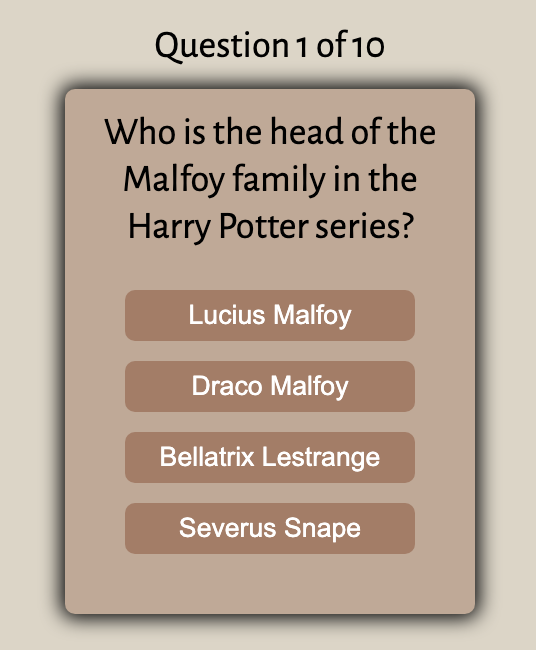 Question 1 of 10
Who is the head of the
Malfoy family in the
Harry Potter series?
Lucius Malfoy
Draco Malfoy
Bellatrix Lestrange
Severus Snape